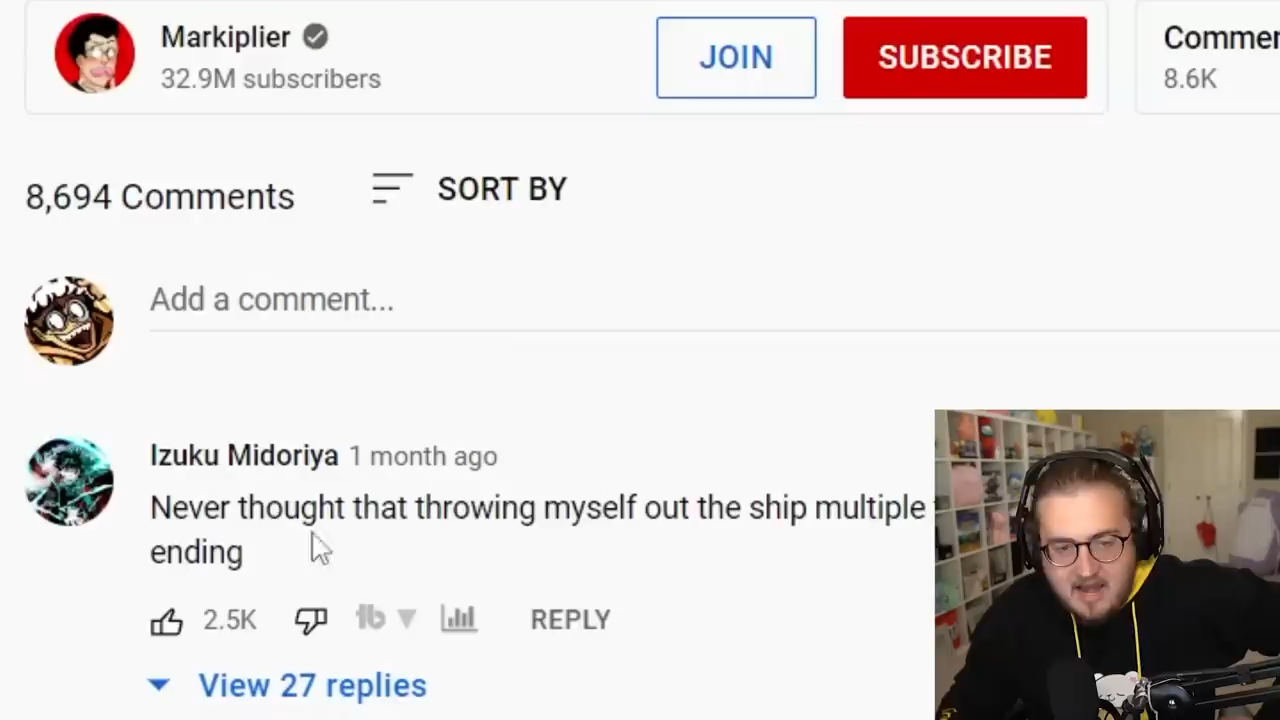 Markiplier
32.9M subscribers
JOIN
SUBSCRIBE
8.6K
8,694 Comments
SORT BY
Add a comment...
Izuku Midoriya 1 month ago
Never thought that throwing myself out the ship multiple
ending
2.5K
tb
REPLY
View 27 replies